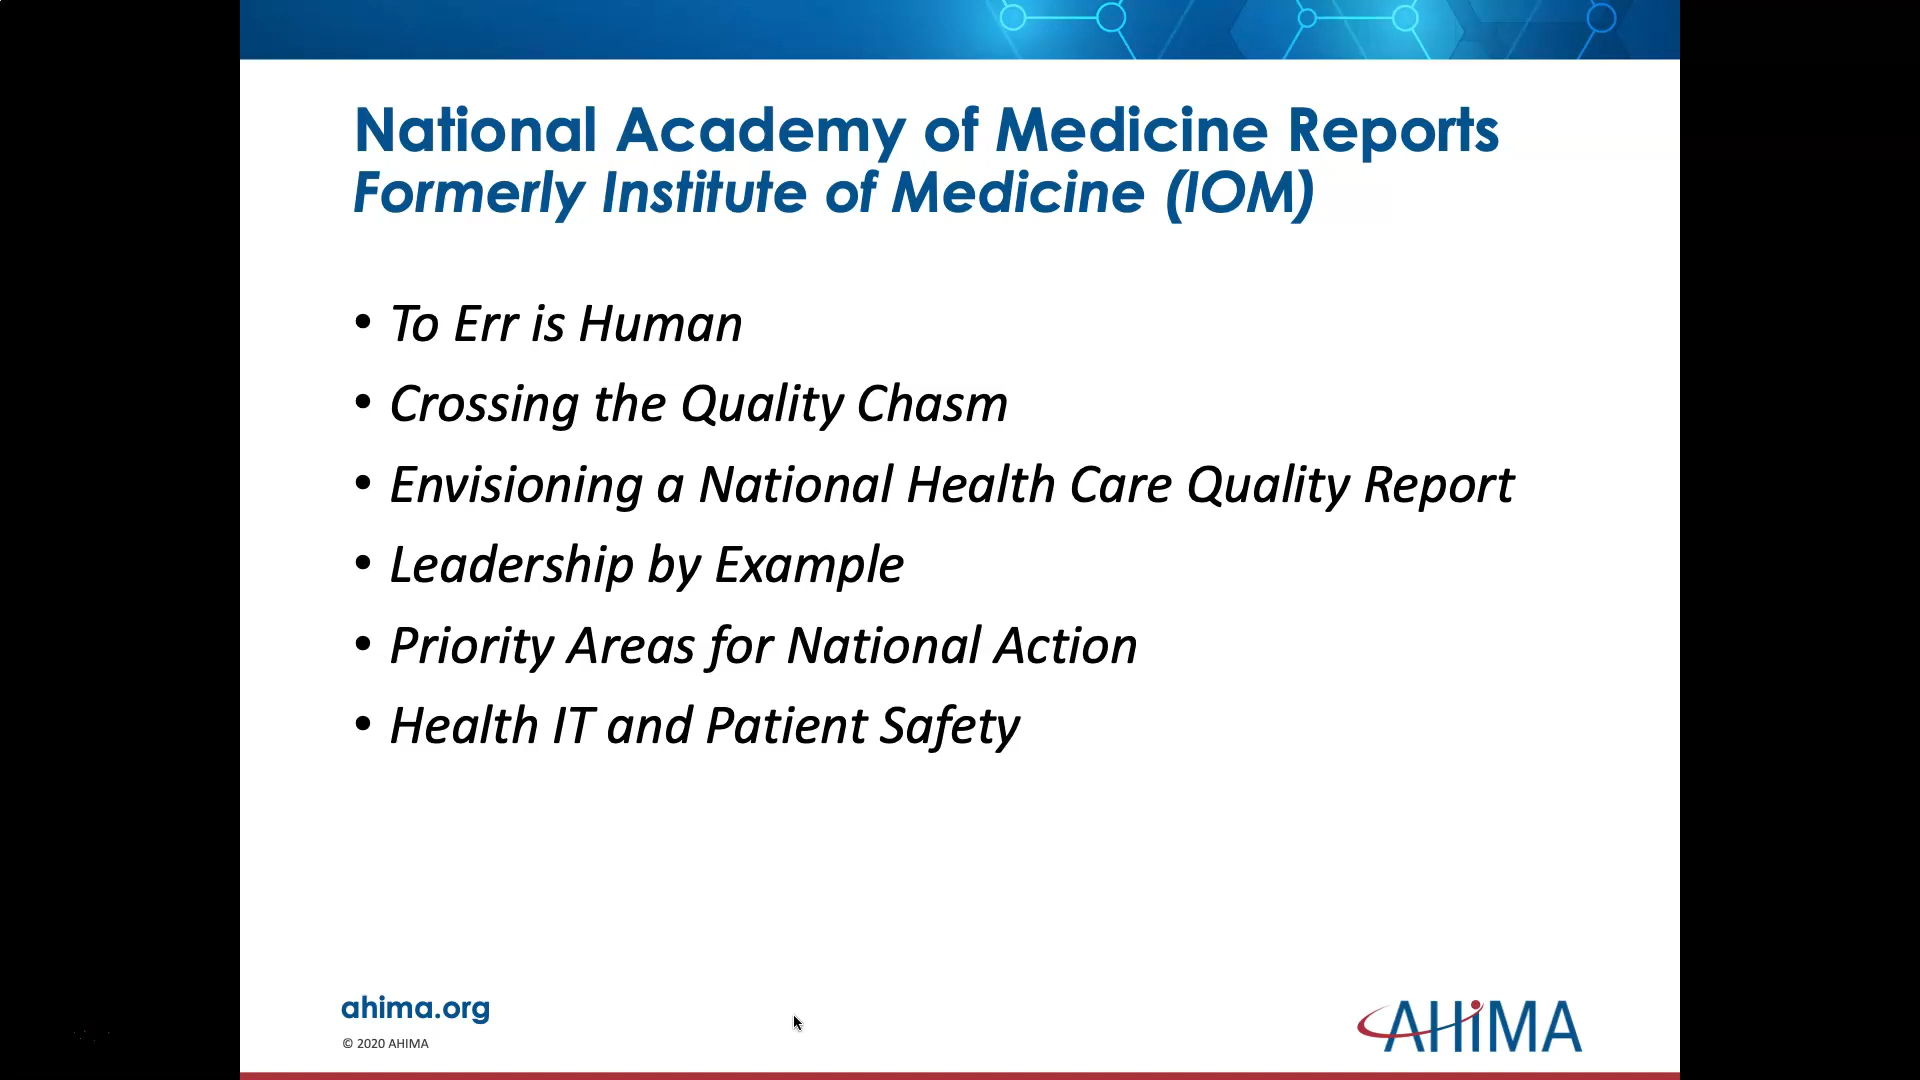 National Academy of Medicine Reports
Formerly Institute of Medicine (IOM)
• To Err is Human
• Crossing the Quality Chasm
• Envisioning a National Health Care Quality Report
• Leadership by Example
• Priority Areas for National Action
• Health IT and Patient Safety
ahima.org
© 2020 AHIMA
AHiMA